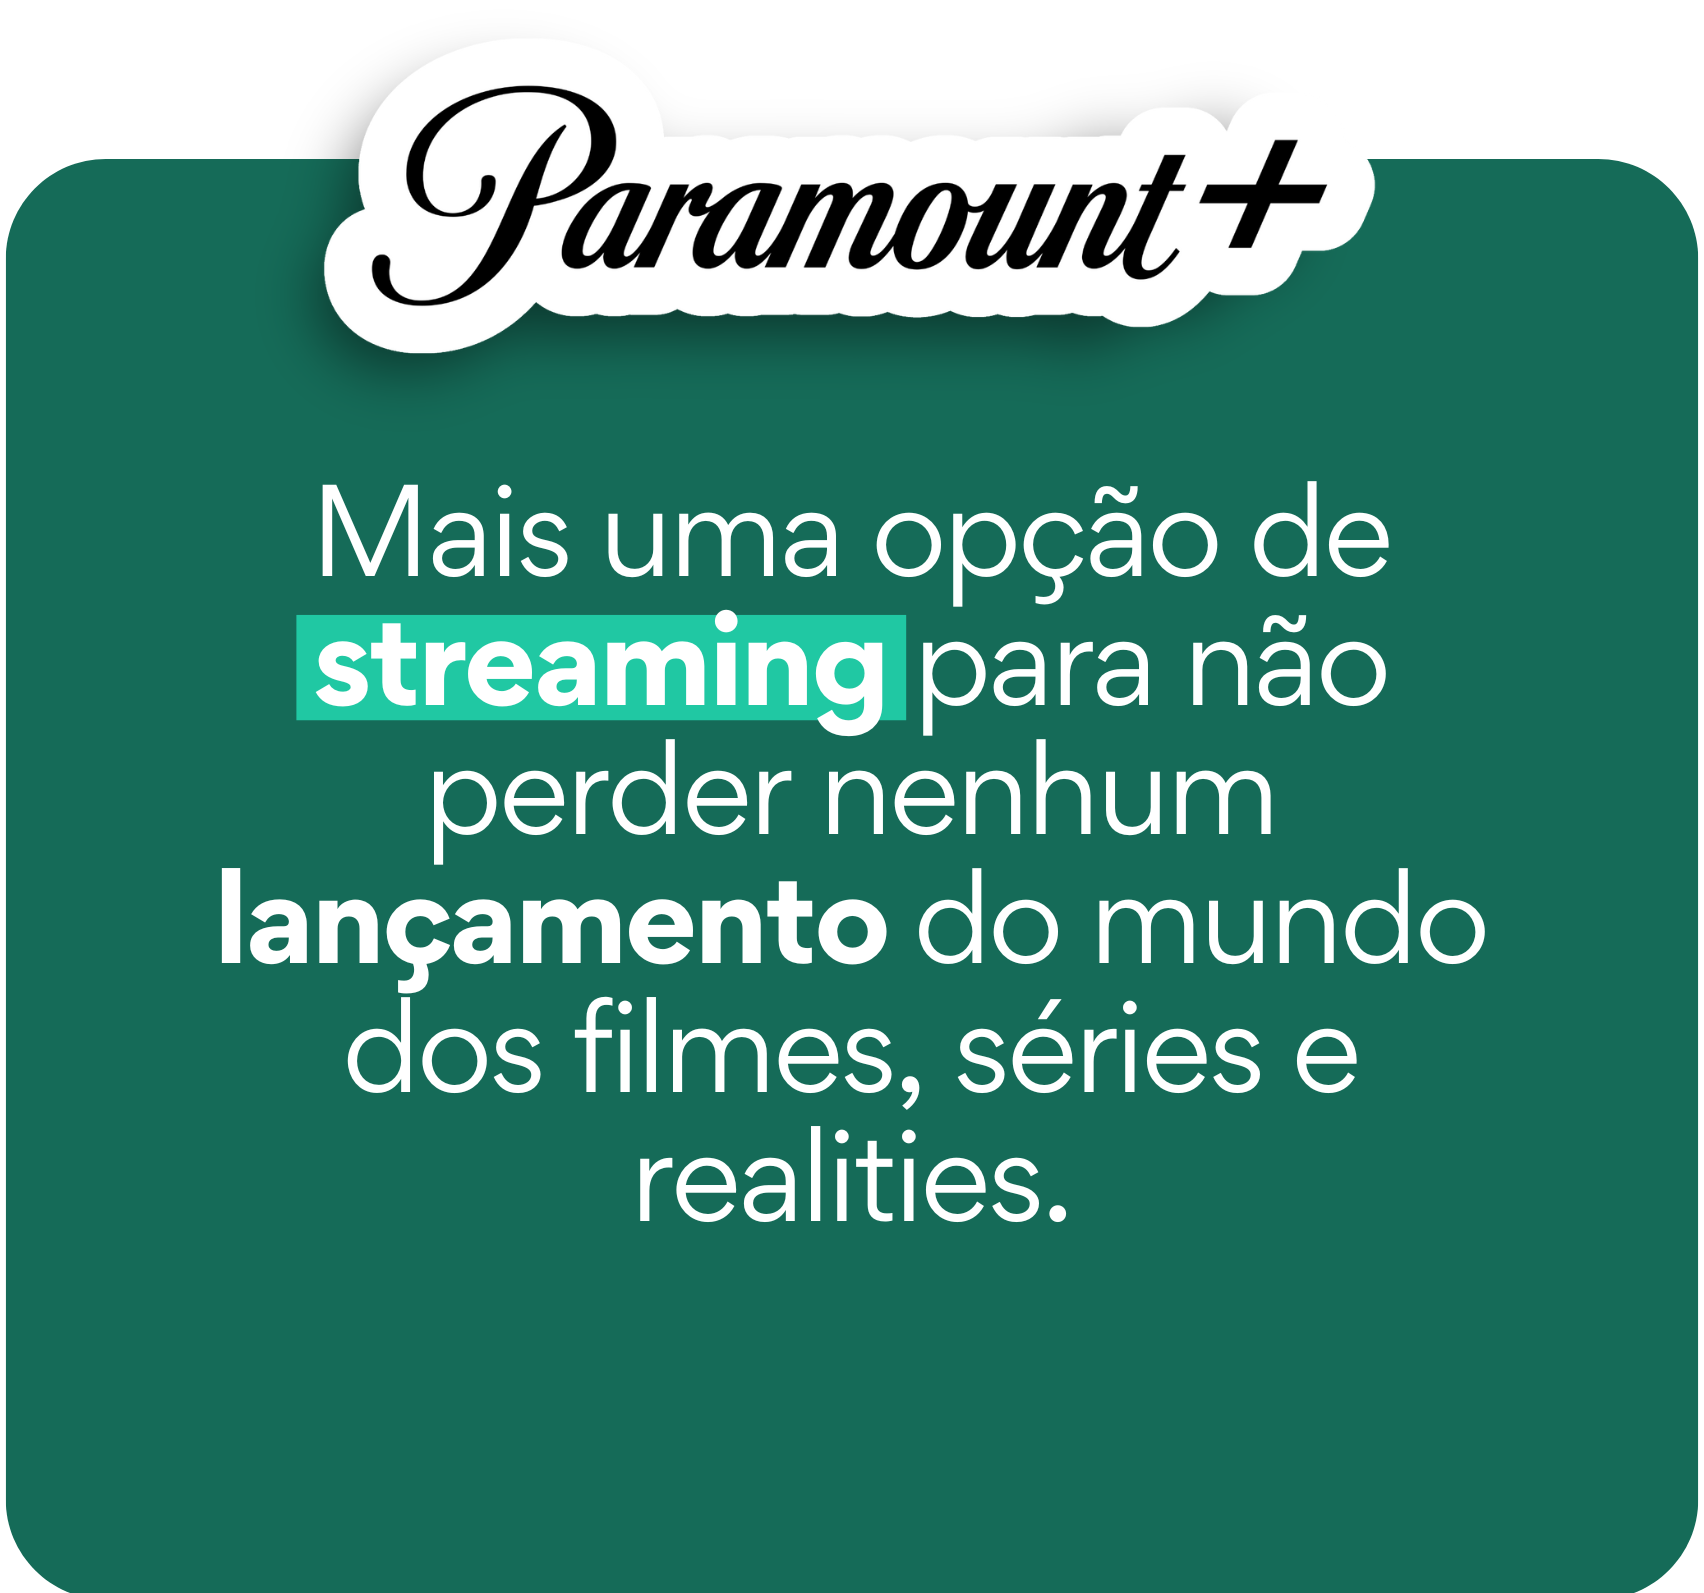 Paramount+
Mais uma opção de
streaming para não
perder nenhum
lançamento do mundo
dos filmes, séries e
realities.